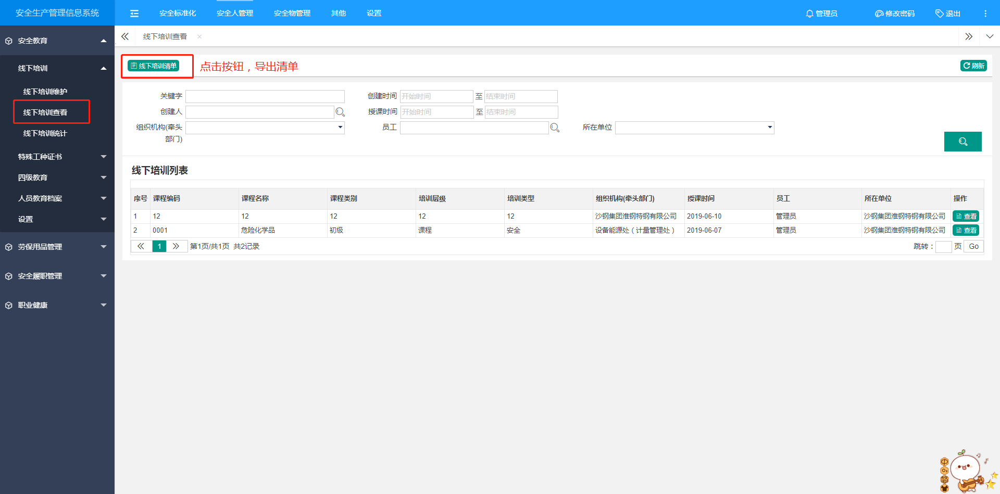 安全生产管理信息系统
安全标准化 安全人管理 安全物管理 其他 设置
管理员 修改密码 退出
安全教育
线下培训
线下培训维护
线下培训查看
线下培训统计
特殊工种证书
四级教育
人员教育档案
设置
劳保用品管理
安全履职管理
职业健康
线下培训查看
线下培训清单 点击按钮，导出清单 刷新
关键字 创建时间 开始时间 至 结束时间
创建人 授课时间 开始时间 至 结束时间
组织机构(牵头部门) 员工 所在单位
线下培训列表
序号 课程编码 课程名称 课程类别 培训层级 培训类型 组织机构(牵头部门) 授课时间 员工 所在单位 操作
1 12 12 12 12 12 沙钢集团淮钢特钢有限公司 2019-06-10 管理员 沙钢集团淮钢特钢有限公司 查看
2 0001 危险化学品 初级 课程 安全 设备能源处（计量管理处） 2019-06-07 管理员 沙钢集团淮钢特钢有限公司 查看
1 第1页/共1页 共2记录 跳转： 页 Go
中
简